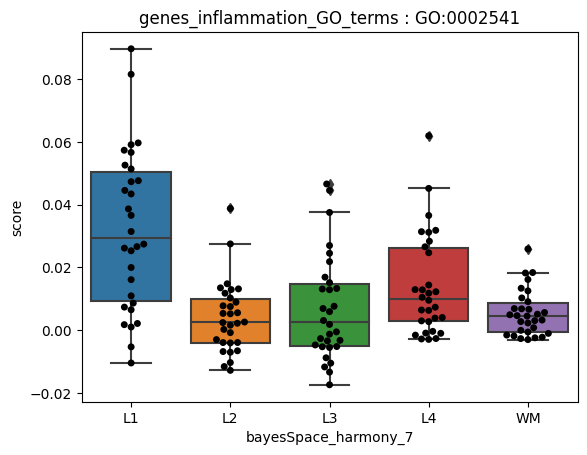 genes_inflammation_GO_terms : GO:0002541
score
0.08
0.06
0.04
0.02
0.00
−0.02
L1 L2 L3 L4 WM
bayesSpace_harmony_7